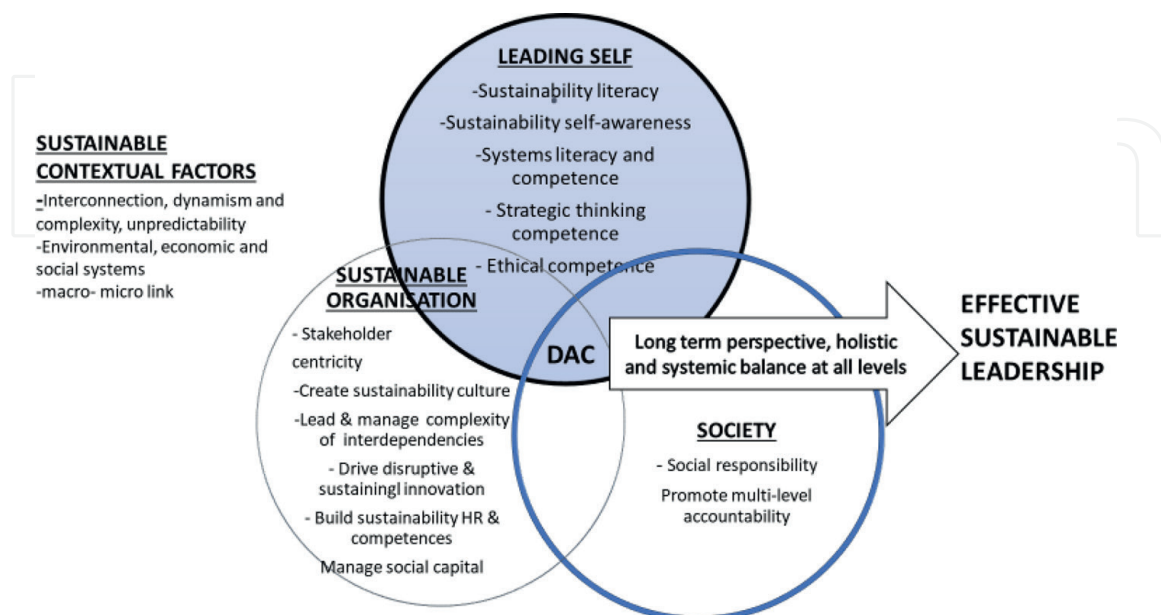 LEADING SELF
-Sustainability literacy
-Sustainability self-awareness
-Systems literacy and
competence
- Strategic thinking
competence
- Ethical competence
SUSTAINABLE
CONTEXTUAL FACTORS
-Interconnection, dynamism and
complexity, unpredictability
-Environmental, economic and
social systems
-macro- micro link
SUSTAINABLE
ORGANISATION
- Stakeholder
centricity
-Create sustainability culture
-Lead & manage complexity
of interdependencies
- Drive disruptive &
sustainingl innovation
- Build sustainability HR &
competences
Manage social capital
DAC
Long term perspective, holistic
and systemic balance at all levels
EFFECTIVE
SUSTAINABLE
LEADERSHIP
SOCIETY
- Social responsibility
Promote multi-level
accountability